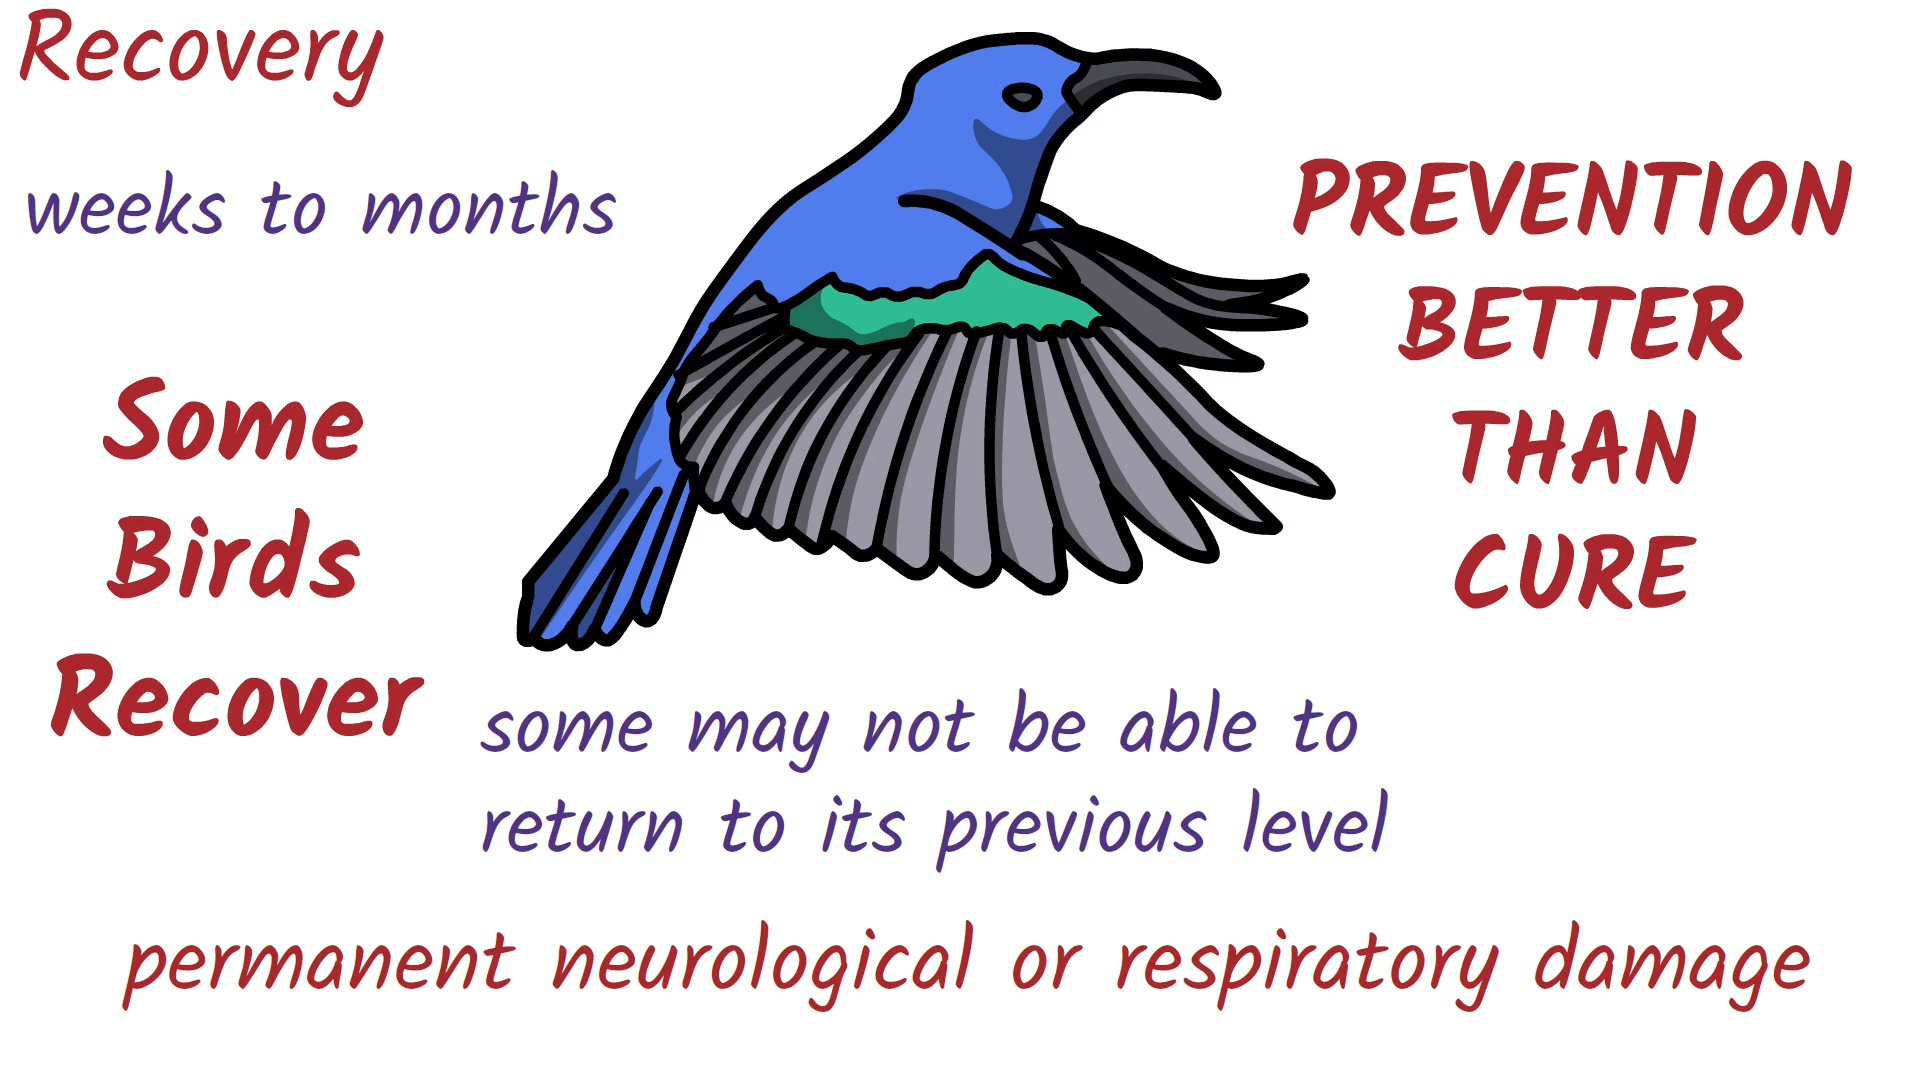 Recovery
weeks to months
Some
Birds
Recover
PREVENTION
BETTER
THAN
CURE
some may not be able to
return to its previous level
permanent neurological or respiratory damage